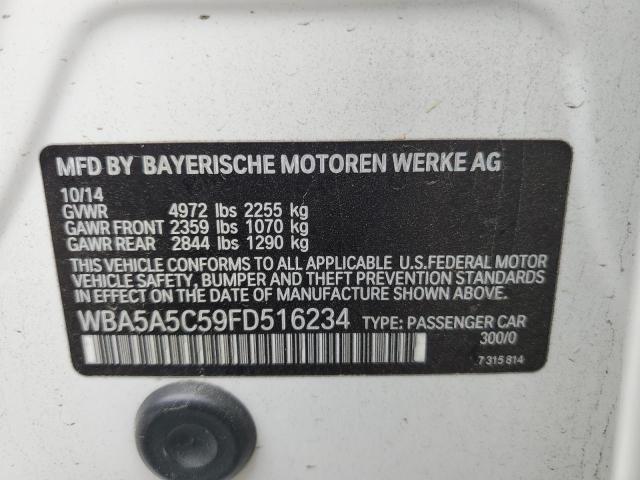 MFD BY BAYERISCHE MOTOREN WERKE AG
10/14
GVWR 4972 lbs 2255 kg
GAWR FRONT 2359 lbs 1070 kg
GAWR REAR 2844 lbs 1290 kg
THIS VEHICLE CONFORMS TO ALL APPLICABLE U.S.FEDERAL MOTOR
VEHICLE SAFETY, BUMPER AND THEFT PREVENTION STANDARDS
IN EFFECT ON THE DATE OF MANUFACTURE SHOWN ABOVE.
WBA5A5C59FD516234 TYPE: PASSENGER CAR
300/0
7 315 814